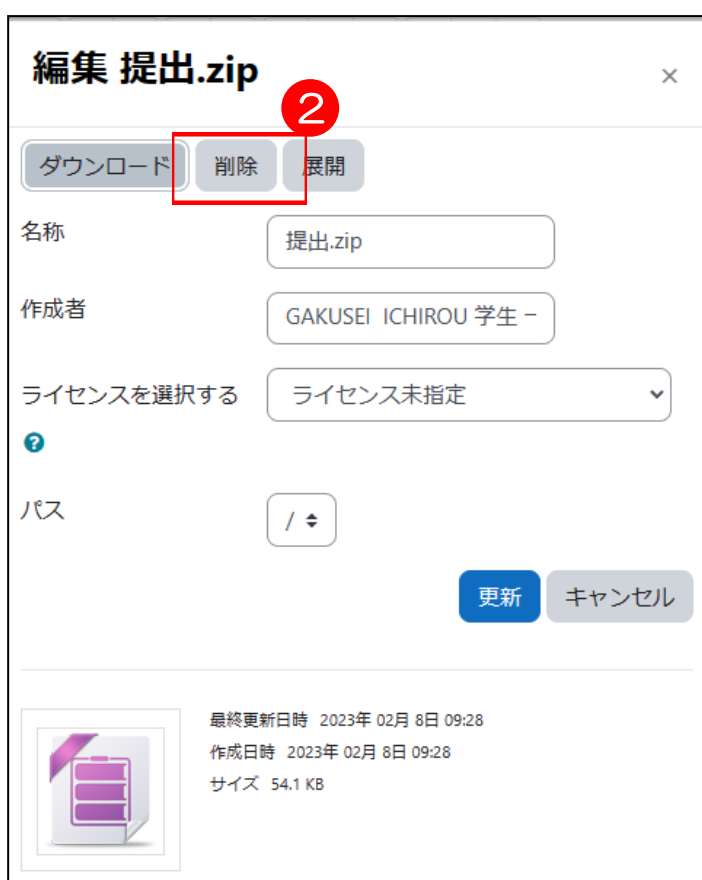 編集 提出.zip
×
2
ダウンロード 削除 展開
名称 提出.zip
作成者 GAKUSEI ICHIROU 学生 一
ライセンスを選択する ライセンス未指定
?
パス /
更新 キャンセル
最終更新日時 2023年 02月 8日 09:28
作成日時 2023年 02月 8日 09:28
サイズ 54.1 KB